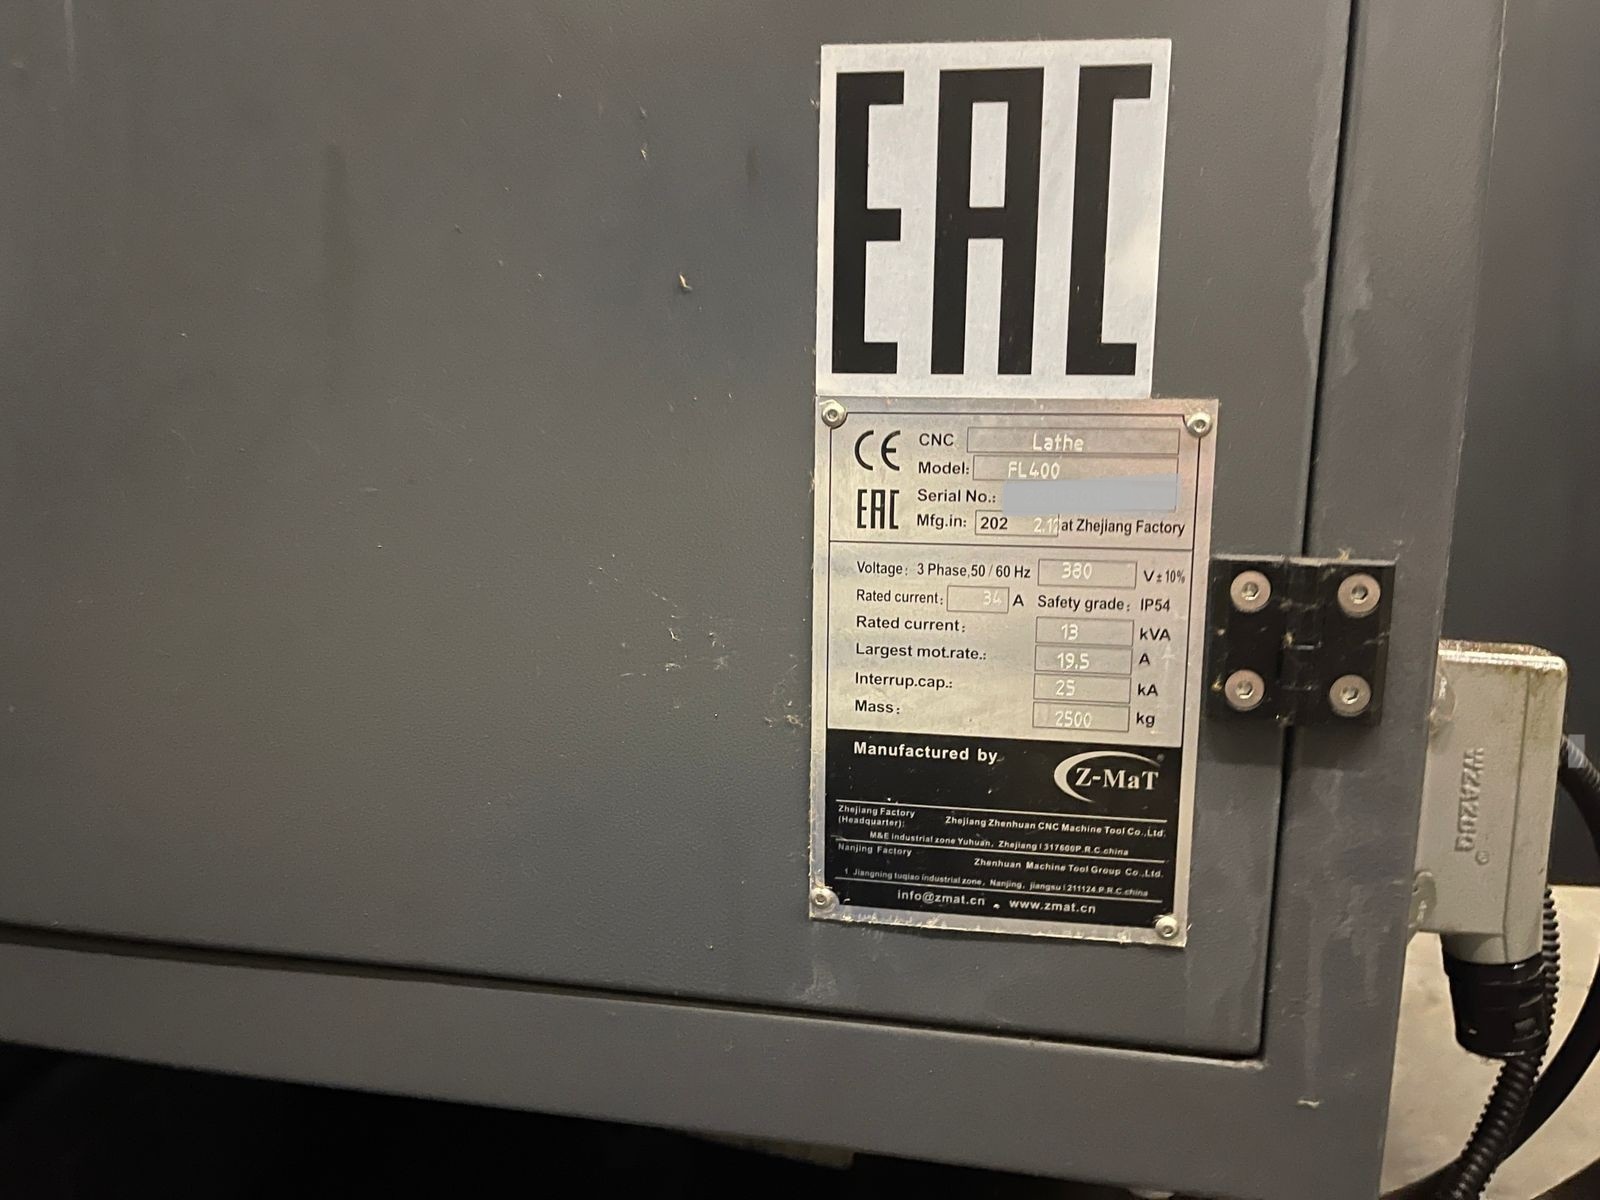 EAC
CE
EAC
CNC Lathe
Model: FL400
Serial No.:
Mfg.in: 202 2.11 at Zhejiang Factory
Voltage: 3 Phase,50/60 Hz 380 V±10%
Rated current: 34 A Safety grade: IP54
Rated current: 13 kVA
Largest mot.rate.: 19.5 A
Interrup.cap.: 25 kA
Mass: 2500 kg
Manufactured by Z-MaT®
Zhejiang Factory
(Headquarter): Zhejiang Zhenhuan CNC Machine Tool Co.,Ltd.
M&E Industrial zone Yuhuan, Zhejiang | 317600P.R.C.china
Nanjing Factory
Zhenhuan Machine Tool Group Co.,Ltd.
1 Jiangning tuqiao industrial zone, Nanjing, jiangsu | 211124.P.R.C.china
info@zmat.cn . www.zmat.cn